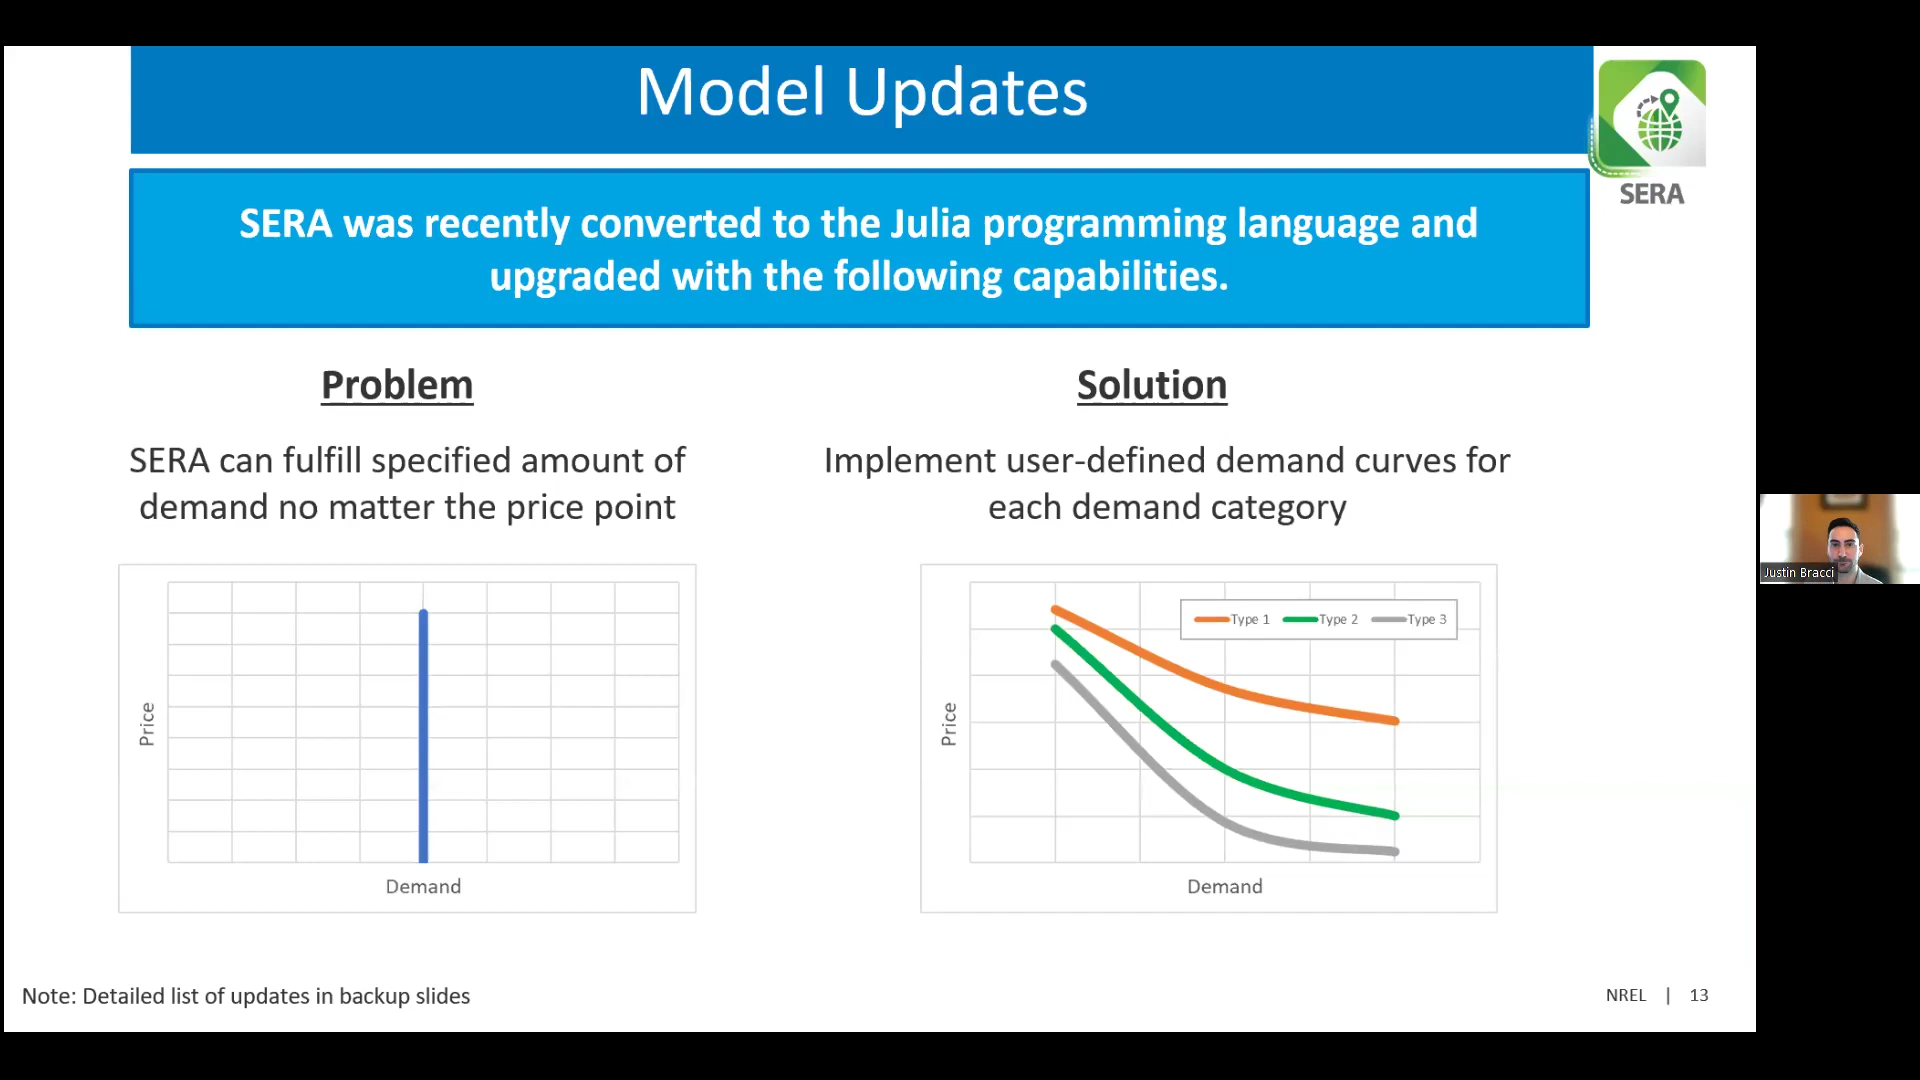 Model Updates
SERA
SERA was recently converted to the Julia programming language and
upgraded with the following capabilities.
Problem
SERA can fulfill specified amount of
demand no matter the price point
Price
Demand
Solution
Implement user-defined demand curves for
each demand category
Type 1 Type 2 Type 3
Price
Demand
Justin Bracci
Note: Detailed list of updates in backup slides
NREL | 13